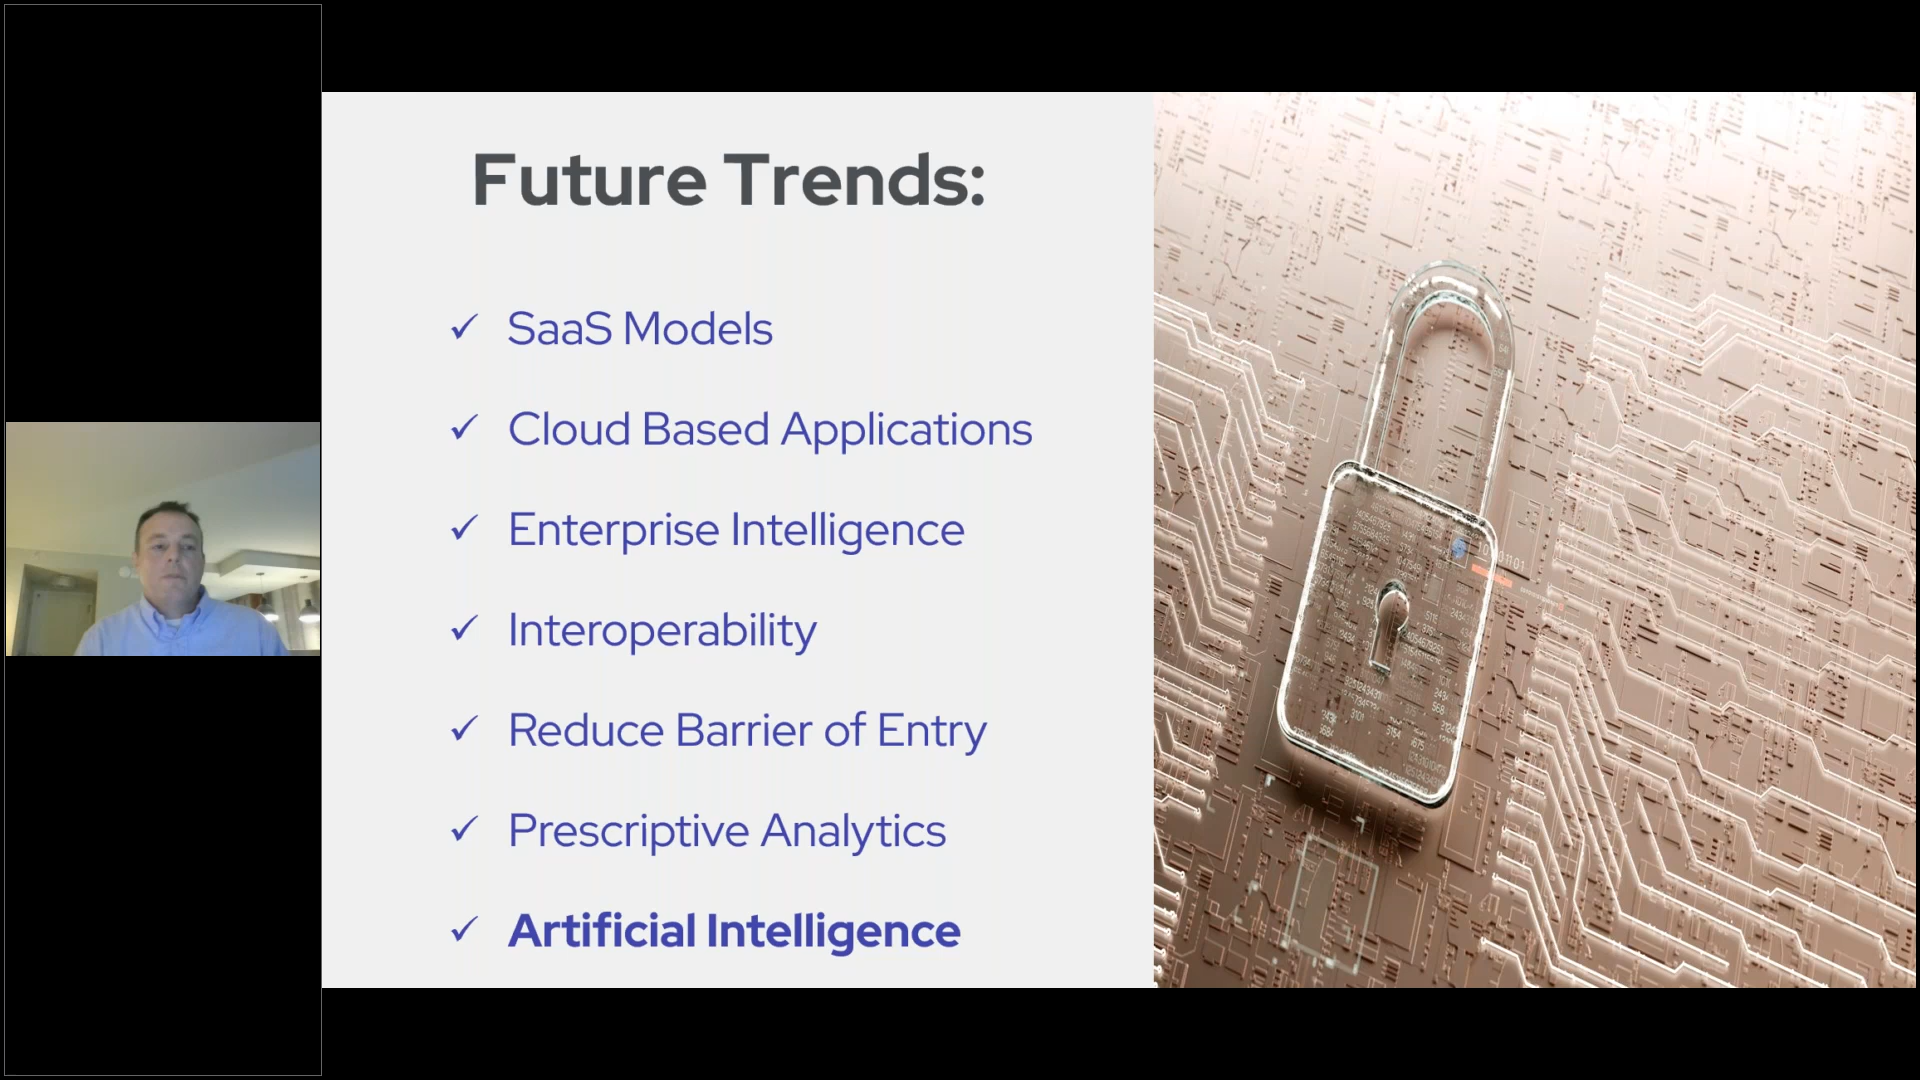 Future Trends:
✓ SaaS Models
✓ Cloud Based Applications
✓ Enterprise Intelligence
✓ Interoperability
✓ Reduce Barrier of Entry
✓ Prescriptive Analytics
✓ Artificial Intelligence